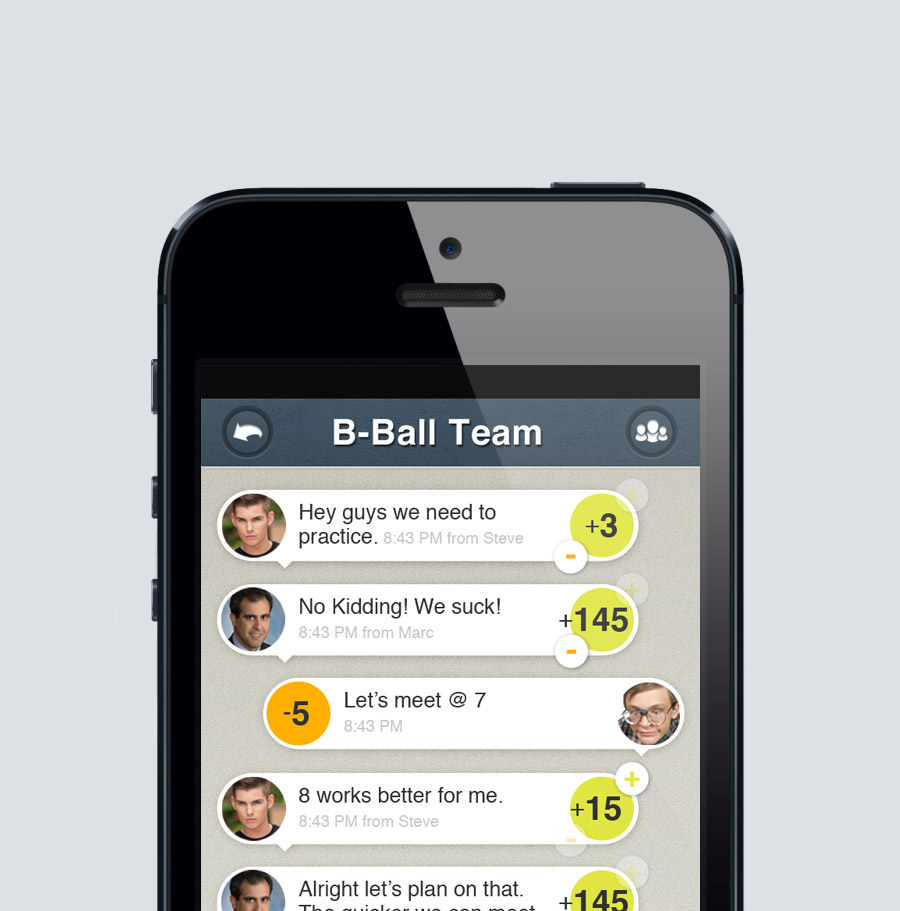 B-Ball Team
Hey guys we need to
practice. 8:43 PM from Steve
+3
-
No Kidding! We suck!
8:43 PM from Marc
+145
-
-5
Let's meet @ 7
8:43 PM
+
8 works better for me.
8:43 PM from Steve
+15
-
Alright let's plan on that.
The quicker we can meet
+145